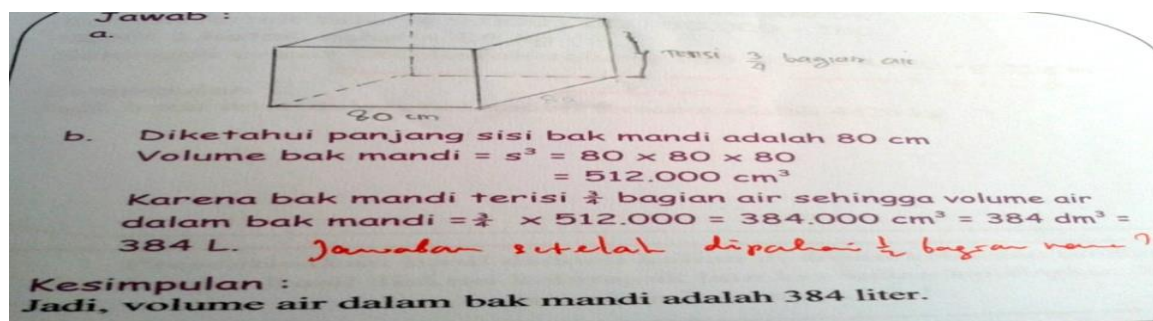 Jawab :
a.
terisi 3/4 bagian air
80
80 cm
b. Diketahui panjang sisi bak mandi adalah 80 cm
Volume bak mandi = s³ = 80 × 80 × 80
= 512.000 cm³
Karena bak mandi terisi ¾ bagian air sehingga volume air
dalam bak mandi = ¾ × 512.000 = 384.000 cm³ = 384 dm³ =
384 L. Jawaban setelah dipakai ½ bagian mana?
Kesimpulan :
Jadi, volume air dalam bak mandi adalah 384 liter.